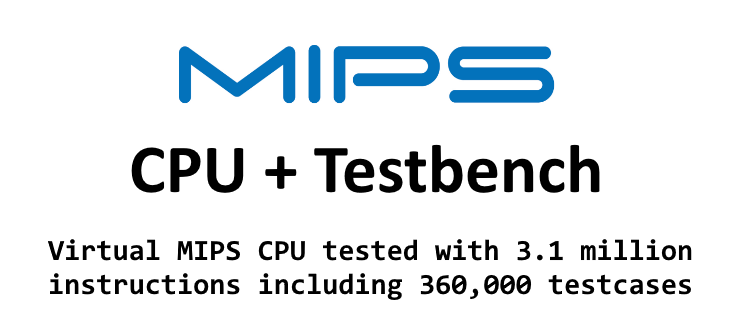 MIPS
CPU + Testbench
Virtual MIPS CPU tested with 3.1 million
instructions including 360,000 testcases